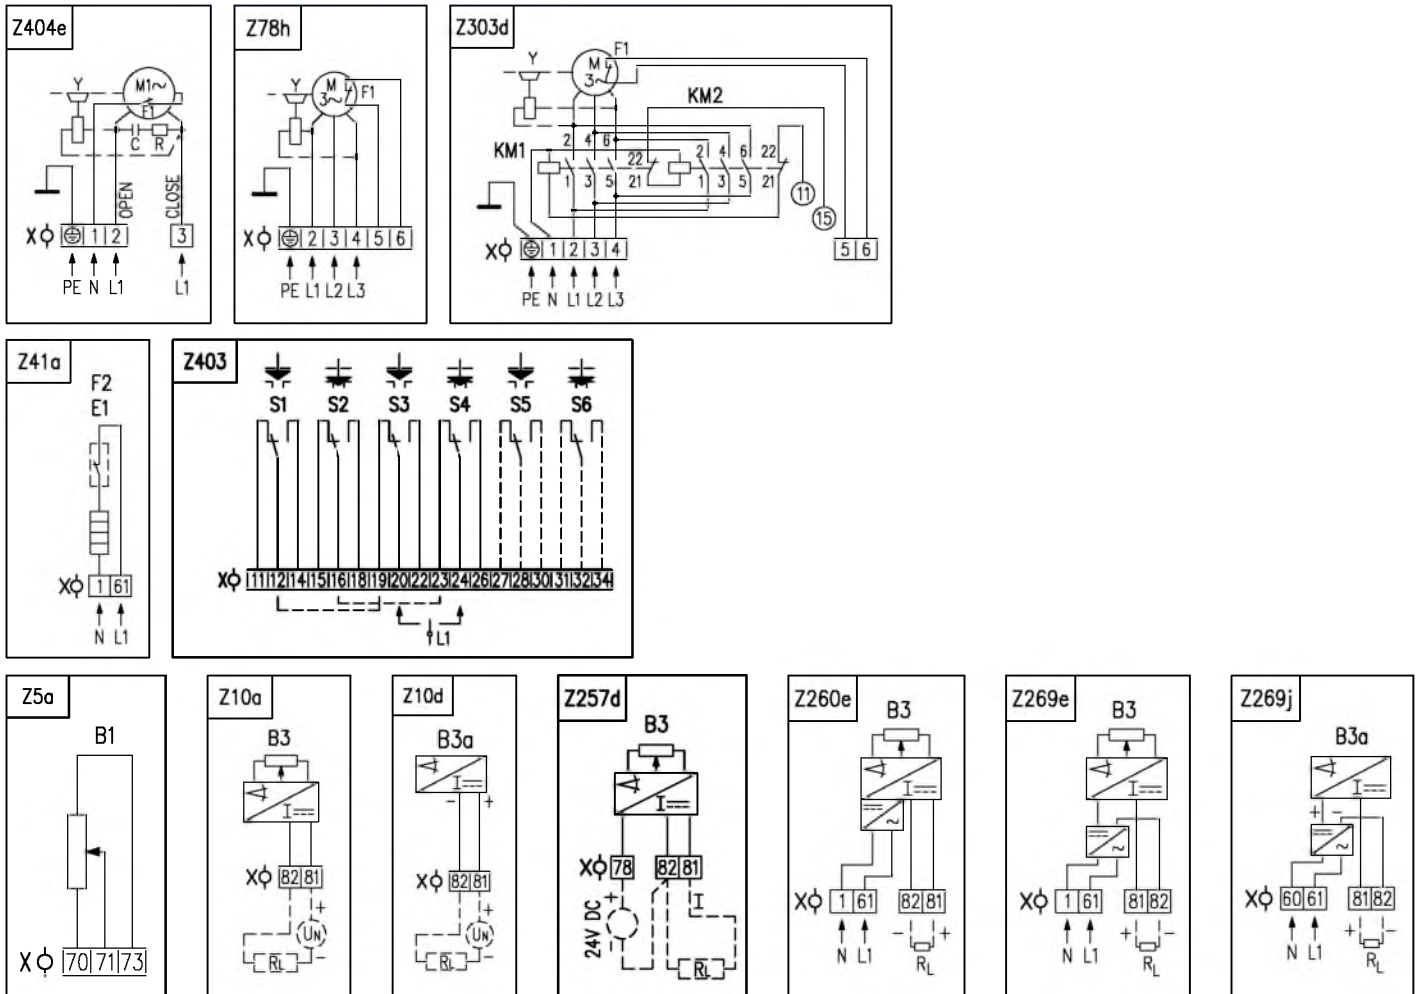 Z404e
Y
M1~
F1
C R
OPEN
CLOSE
X 1 2 3
PE N L1 L1
Z78h
Y
M
3~
F1
X 2 3 4 5 6
PE L1 L2 L3
Z303d
Y
M
3~
F1
KM2
KM1
2 4 6 22 2 4 6 22
1 3 5 21 1 3 5 21
11
15
X 1 2 3 4 5 6
PE N L1 L2 L3
Z41a
F2
E1
X 1 61
N L1
Z403
S1 S2 S3 S4 S5 S6
X 11 12 14 15 16 18 19 20 22 23 24 26 27 28 30 31 32 34
L1
Z5a
B1
X 70 71 73
Z10a
B3
I
X 82 81
+
UN
-
RL
Z10d
B3a
I
- +
X 82 81
+
UN
-
RL
Z257d
B3
I
X 78 82 81
+
24V DC
-
I
RL
Z260e
B3
I
~
X 1 61 82 81
N L1 - +
RL
Z269e
B3
I
~
X 1 61 81 82
N L1 + -
RL
Z269j
B3a
I
+ -
~
X 60 61 81 82
N L1 + -
RL